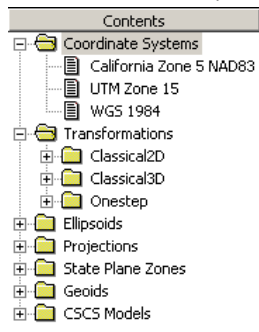 Contents
Coordinate Systems
California Zone 5 NAD83
UTM Zone 15
WGS 1984
Transformations
Classical2D
Classical3D
Onestep
Ellipsoids
Projections
State Plane Zones
Geoids
CSCS Models